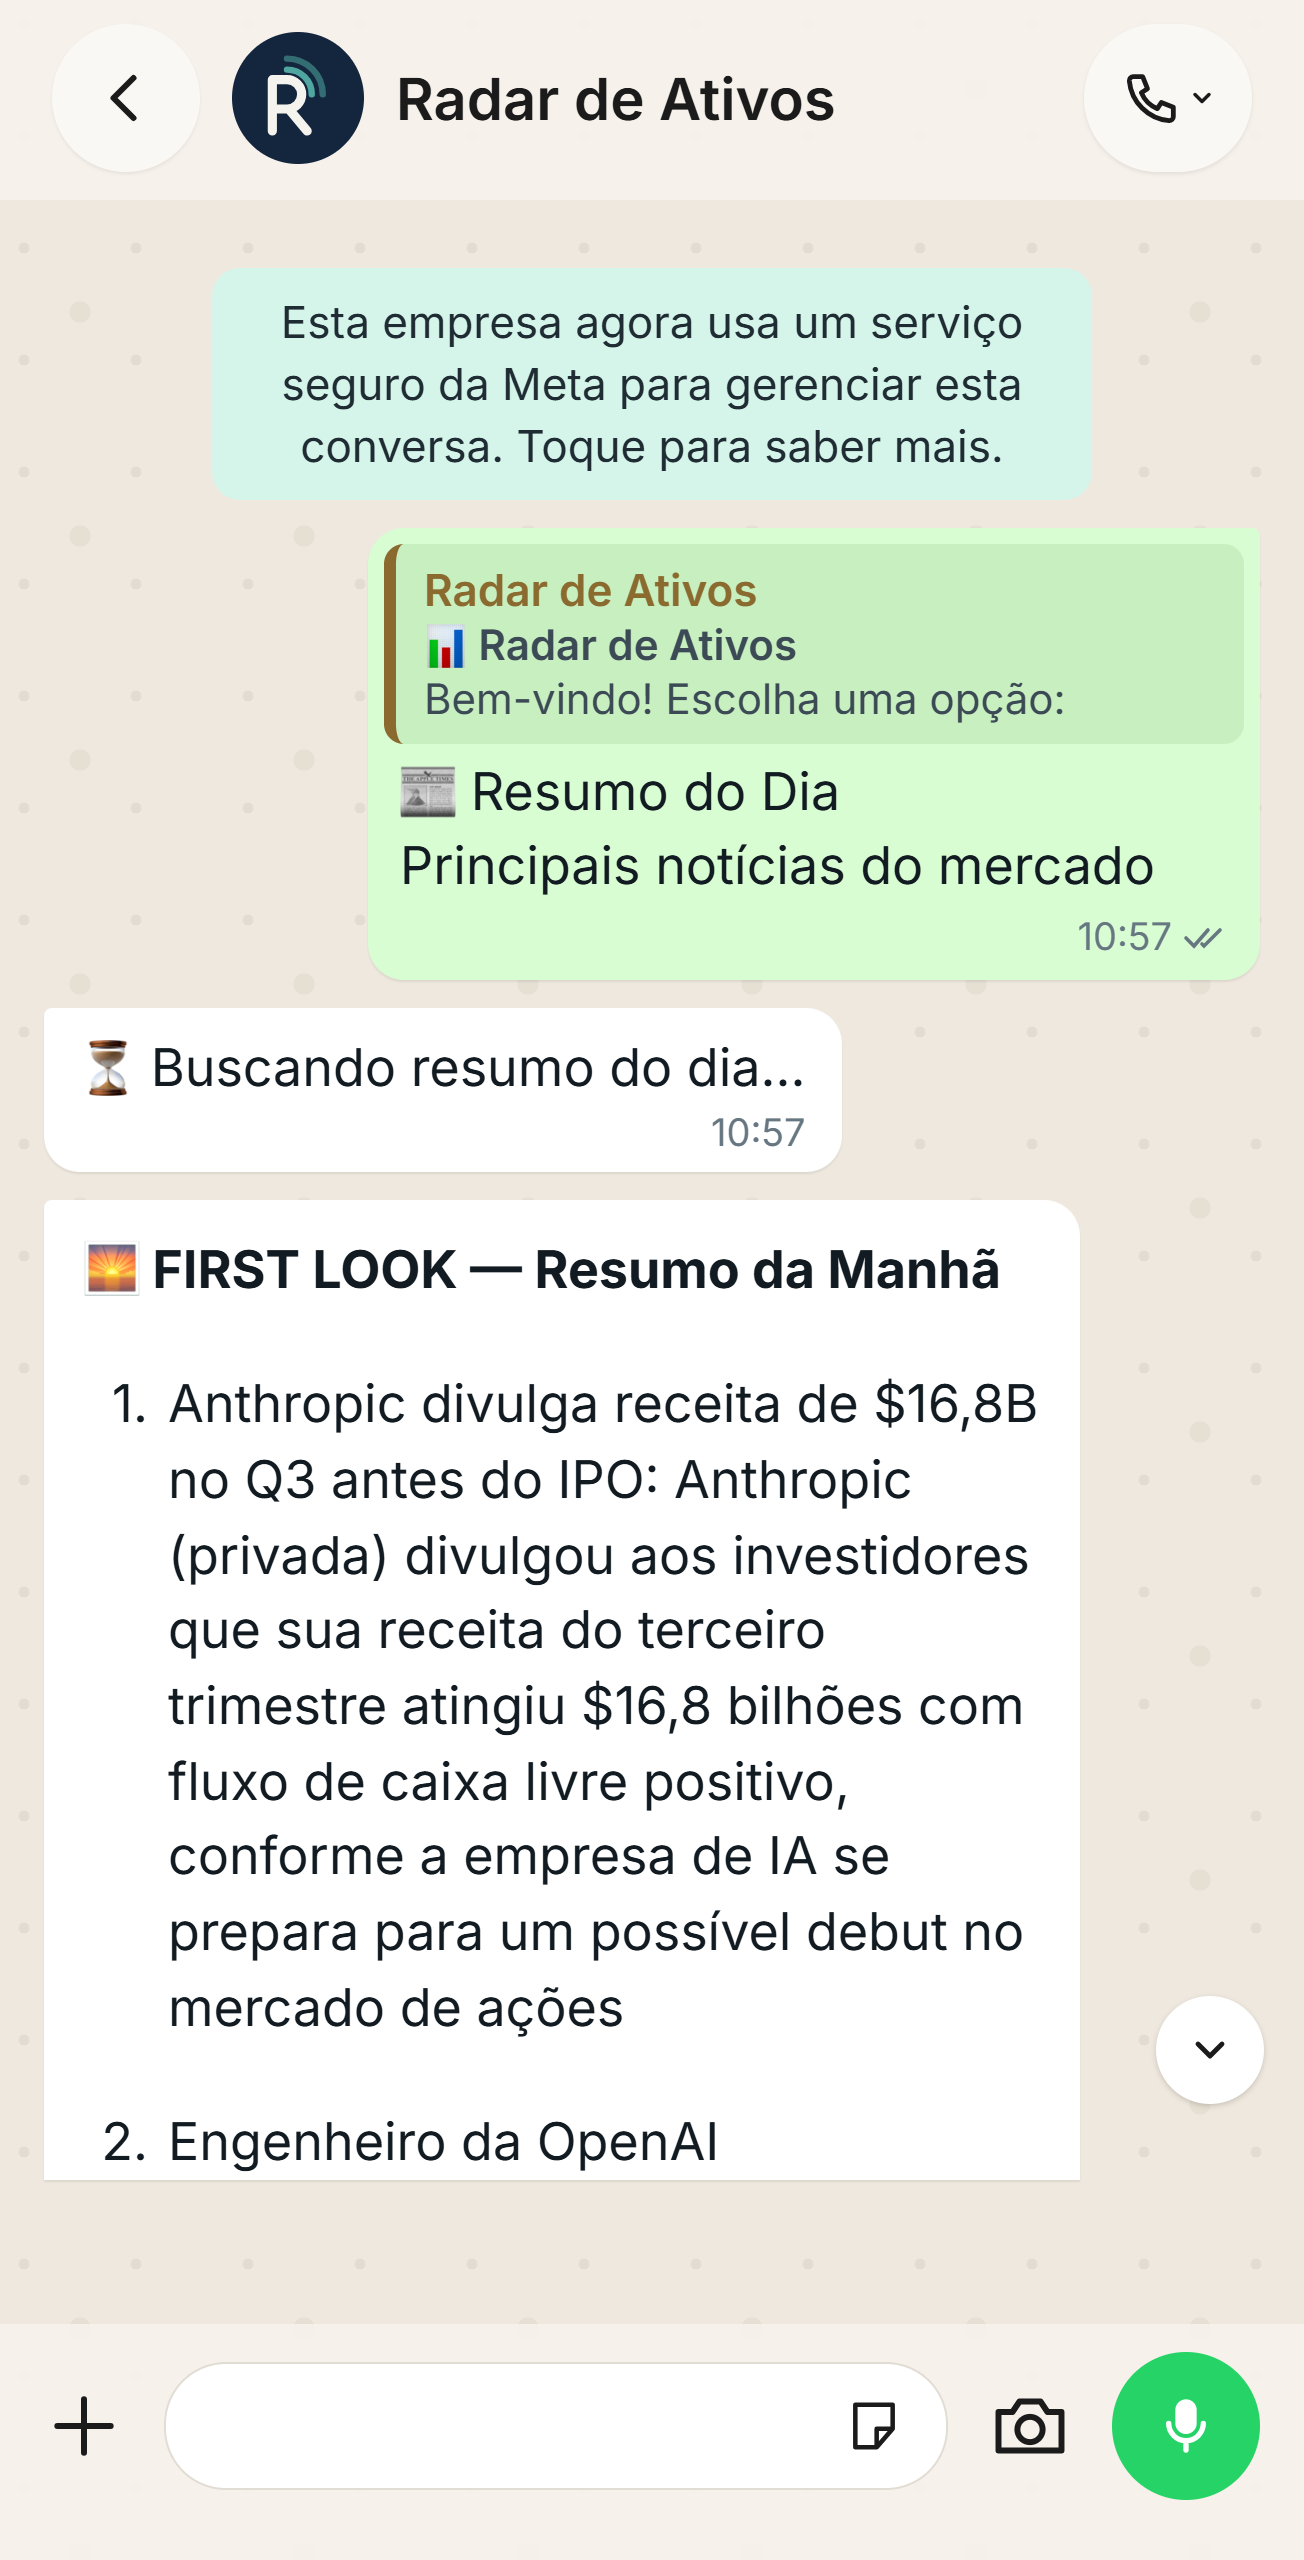 Radar de Ativos
Esta empresa agora usa um serviço
seguro da Meta para gerenciar esta
conversa. Toque para saber mais.
Radar de Ativos
📊 Radar de Ativos
Bem-vindo! Escolha uma opção:
📰 Resumo do Dia
Principais notícias do mercado
10:57
⏳ Buscando resumo do dia...
10:57
🌅 FIRST LOOK — Resumo da Manhã
1. Anthropic divulga receita de $16,8B
no Q3 antes do IPO: Anthropic
(privada) divulgou aos investidores
que sua receita do terceiro
trimestre atingiu $16,8 bilhões com
fluxo de caixa livre positivo,
conforme a empresa de IA se
prepara para um possível debut no
mercado de ações
2. Engenheiro da OpenAI